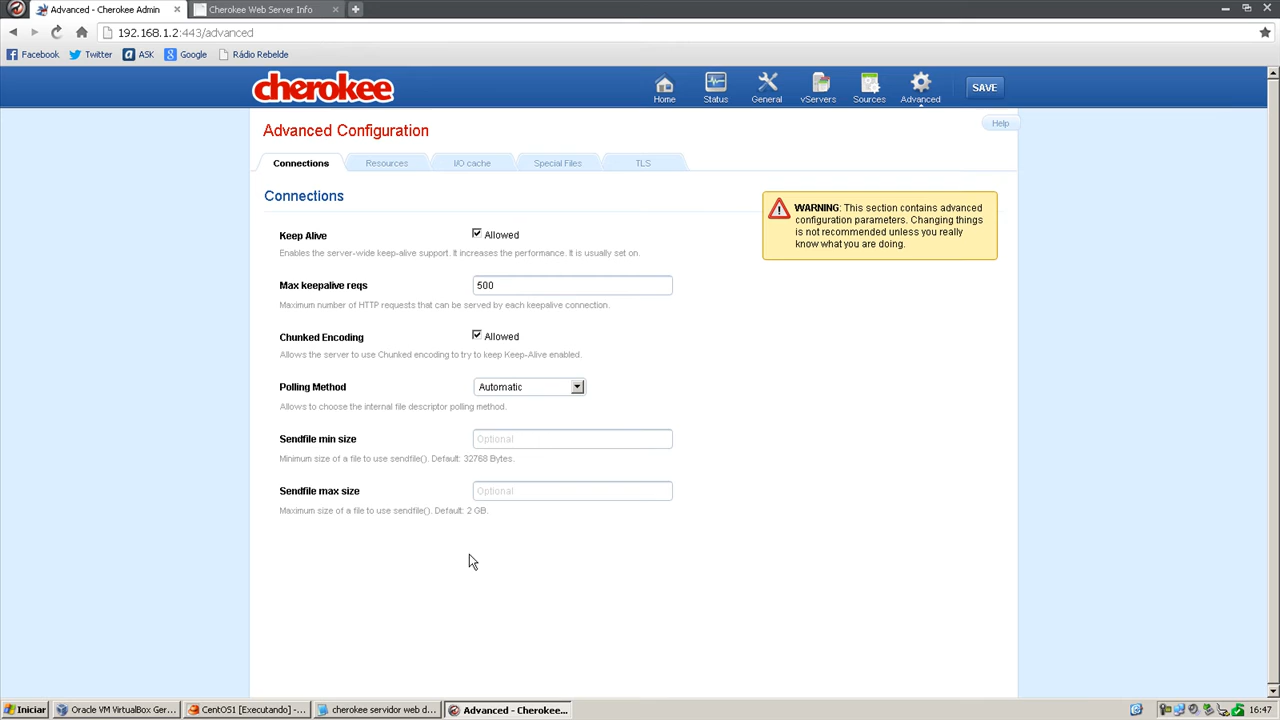 Advanced - Cherokee Admin
Cherokee Web Server Info
192.168.1.2:443/advanced
Facebook
Twitter
ASK
Google
Rádio Rebelde
cherokee
Home
Status
General
vServers
Sources
Advanced
SAVE
Help
Advanced Configuration
Connections
Resources
I/O cache
Special Files
TLS
Connections
WARNING: This section contains advanced
configuration parameters. Changing things
is not recommended unless you really
know what you are doing.
Keep Alive
Allowed
Enables the server-wide keep-alive support. It increases the performance. It is usually set on.
Max keepalive reqs
500
Maximum number of HTTP requests that can be served by each keepalive connection.
Chunked Encoding
Allowed
Allows the server to use Chunked encoding to try to keep Keep-Alive enabled.
Polling Method
Automatic
Allows to choose the internal file descriptor polling method.
Sendfile min size
Optional
Minimum size of a file to use sendfile(). Default: 32768 Bytes.
Sendfile max size
Optional
Maximum size of a file to use sendfile(). Default: 2 GB.
Iniciar
Oracle VM VirtualBox Ger...
CentOS1 [Executando] -...
cherokee servidor web d...
Advanced - Cherokee...
16:47